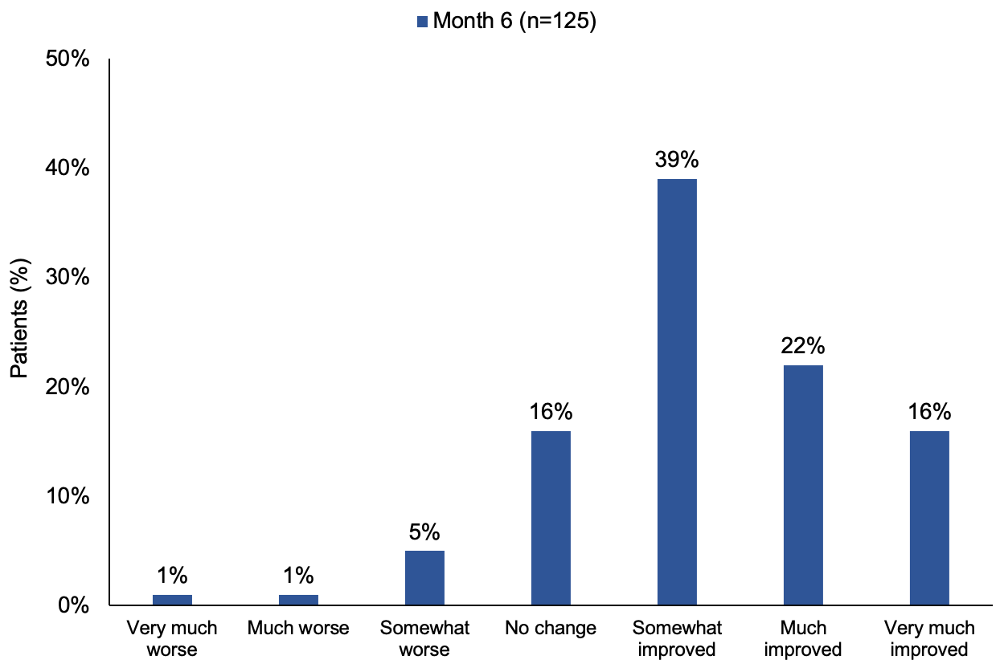 Month 6 (n=125)
Patients (%)
50%
40%
30%
20%
10%
0%
1%
1%
5%
16%
39%
22%
16%
Very much
worse
Much worse
Somewhat
worse
No change
Somewhat
improved
Much
improved
Very much
improved